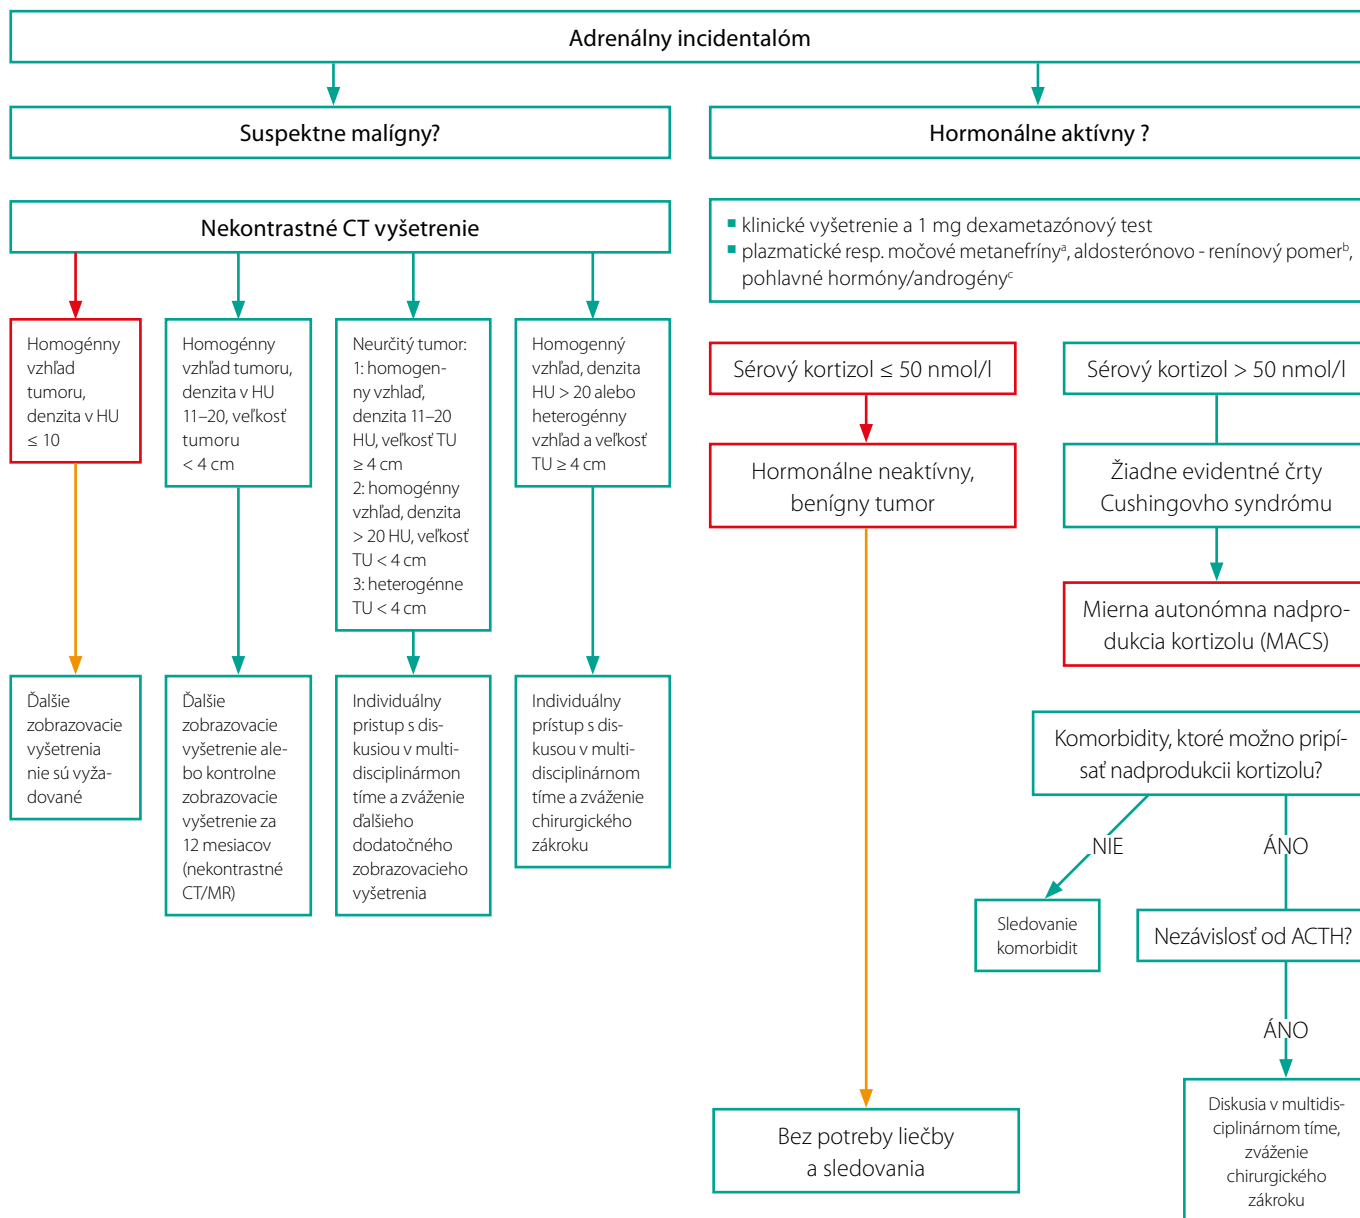 Adrenálny incidentalóm
Suspektne malígny?
Hormonálne aktívny ?
Nekontrastné CT vyšetrenie
■ klinické vyšetrenie a 1 mg dexametazónový test
■ plazmatické resp. močové metanefrínyᵃ, aldosterónovo - renínový pomerᵇ,
pohlavné hormóny/androgényᶜ
Homogénny
vzhľad
tumoru,
denzita v HU
≤ 10
Homogénny
vzhľad tumoru,
denzita v HU
11–20, veľkosť
tumoru
< 4 cm
Neurčitý tumor:
1: homogen-
ny vzhlaď,
denzita 11–20
HU, veľkosť TU
≥ 4 cm
2: homogénny
vzhľad, denzita
> 20 HU, veľkosť
TU < 4 cm
3: heterogénne
TU < 4 cm
Homogenný
vzhľad, denzita
HU > 20 alebo
heterogénny
vzhľad a veľkosť
TU ≥ 4 cm
Sérový kortizol ≤ 50 nmol/l
Sérový kortizol > 50 nmol/l
Hormonálne neaktívny,
benígny tumor
Žiadne evidentné črty
Cushingovho syndrómu
Mierna autonómna nadpro-
dukcia kortizolu (MACS)
Ďalšie
zobrazovacie
vyšetrenia
nie sú vyža-
dované
Ďalšie
zobrazovacie
vyšetrenie ale-
bo kontrolne
zobrazovacie
vyšetrenie za
12 mesiacov
(nekontrastné
CT/MR)
Individuálny
pristup s dis-
kusiou v multi-
disciplinármon
tíme a zváženie
ďalšieho
dodatočného
zobrazovacieho
vyšetrenia
Individuálny
prístup s dis-
kusou v multi-
disciplinárnom
tíme a zváženie
chirurgického
zákroku
Komorbidity, ktoré možno pripí-
sať nadprodukcii kortizolu?
NIE
ÁNO
Sledovanie
komorbidit
Nezávislosť od ACTH?
ÁNO
Bez potreby liečby
a sledovania
Diskusia v multidis-
ciplinárnom tíme,
zváženie
chirurgického
zákroku